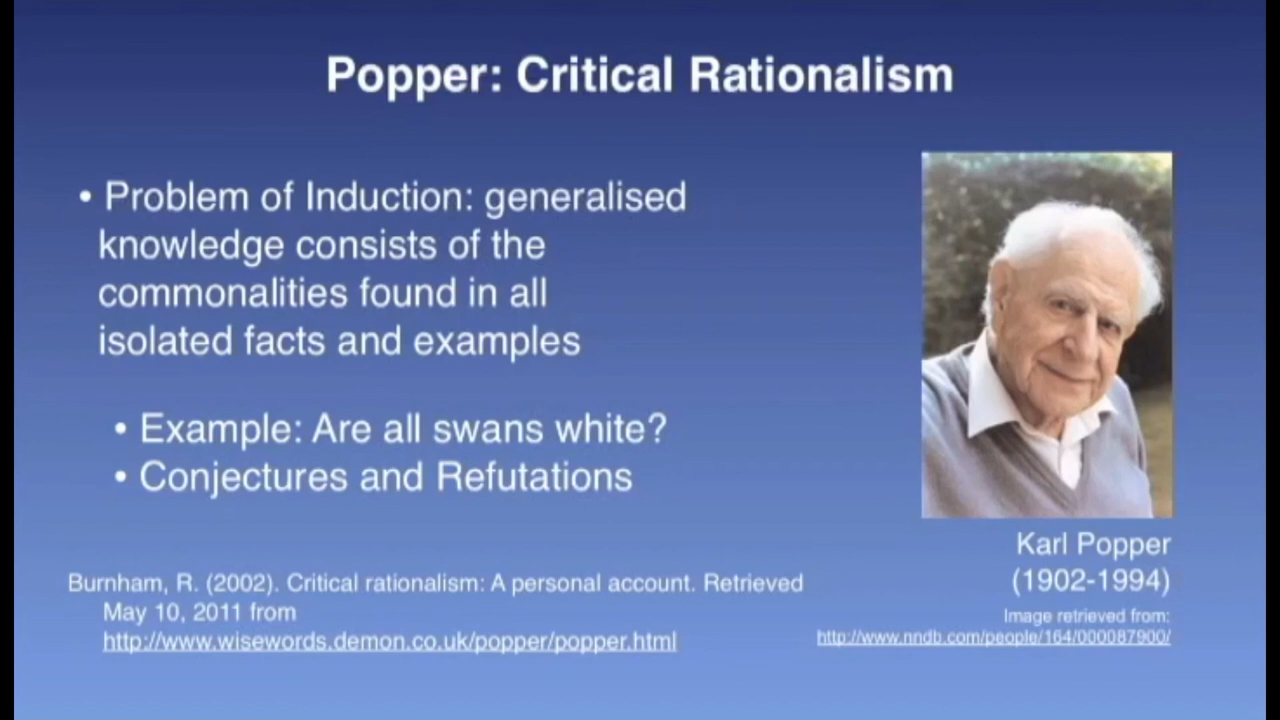 Popper: Critical Rationalism
• Problem of Induction: generalised
knowledge consists of the
commonalities found in all
isolated facts and examples
• Example: Are all swans white?
• Conjectures and Refutations
Burnham, R. (2002). Critical rationalism: A personal account. Retrieved
May 10, 2011 from
http://www.wisewords.demon.co.uk/popper/popper.html
Karl Popper
(1902-1994)
Image retrieved from:
http://www.nndb.com/people/164/000087900/